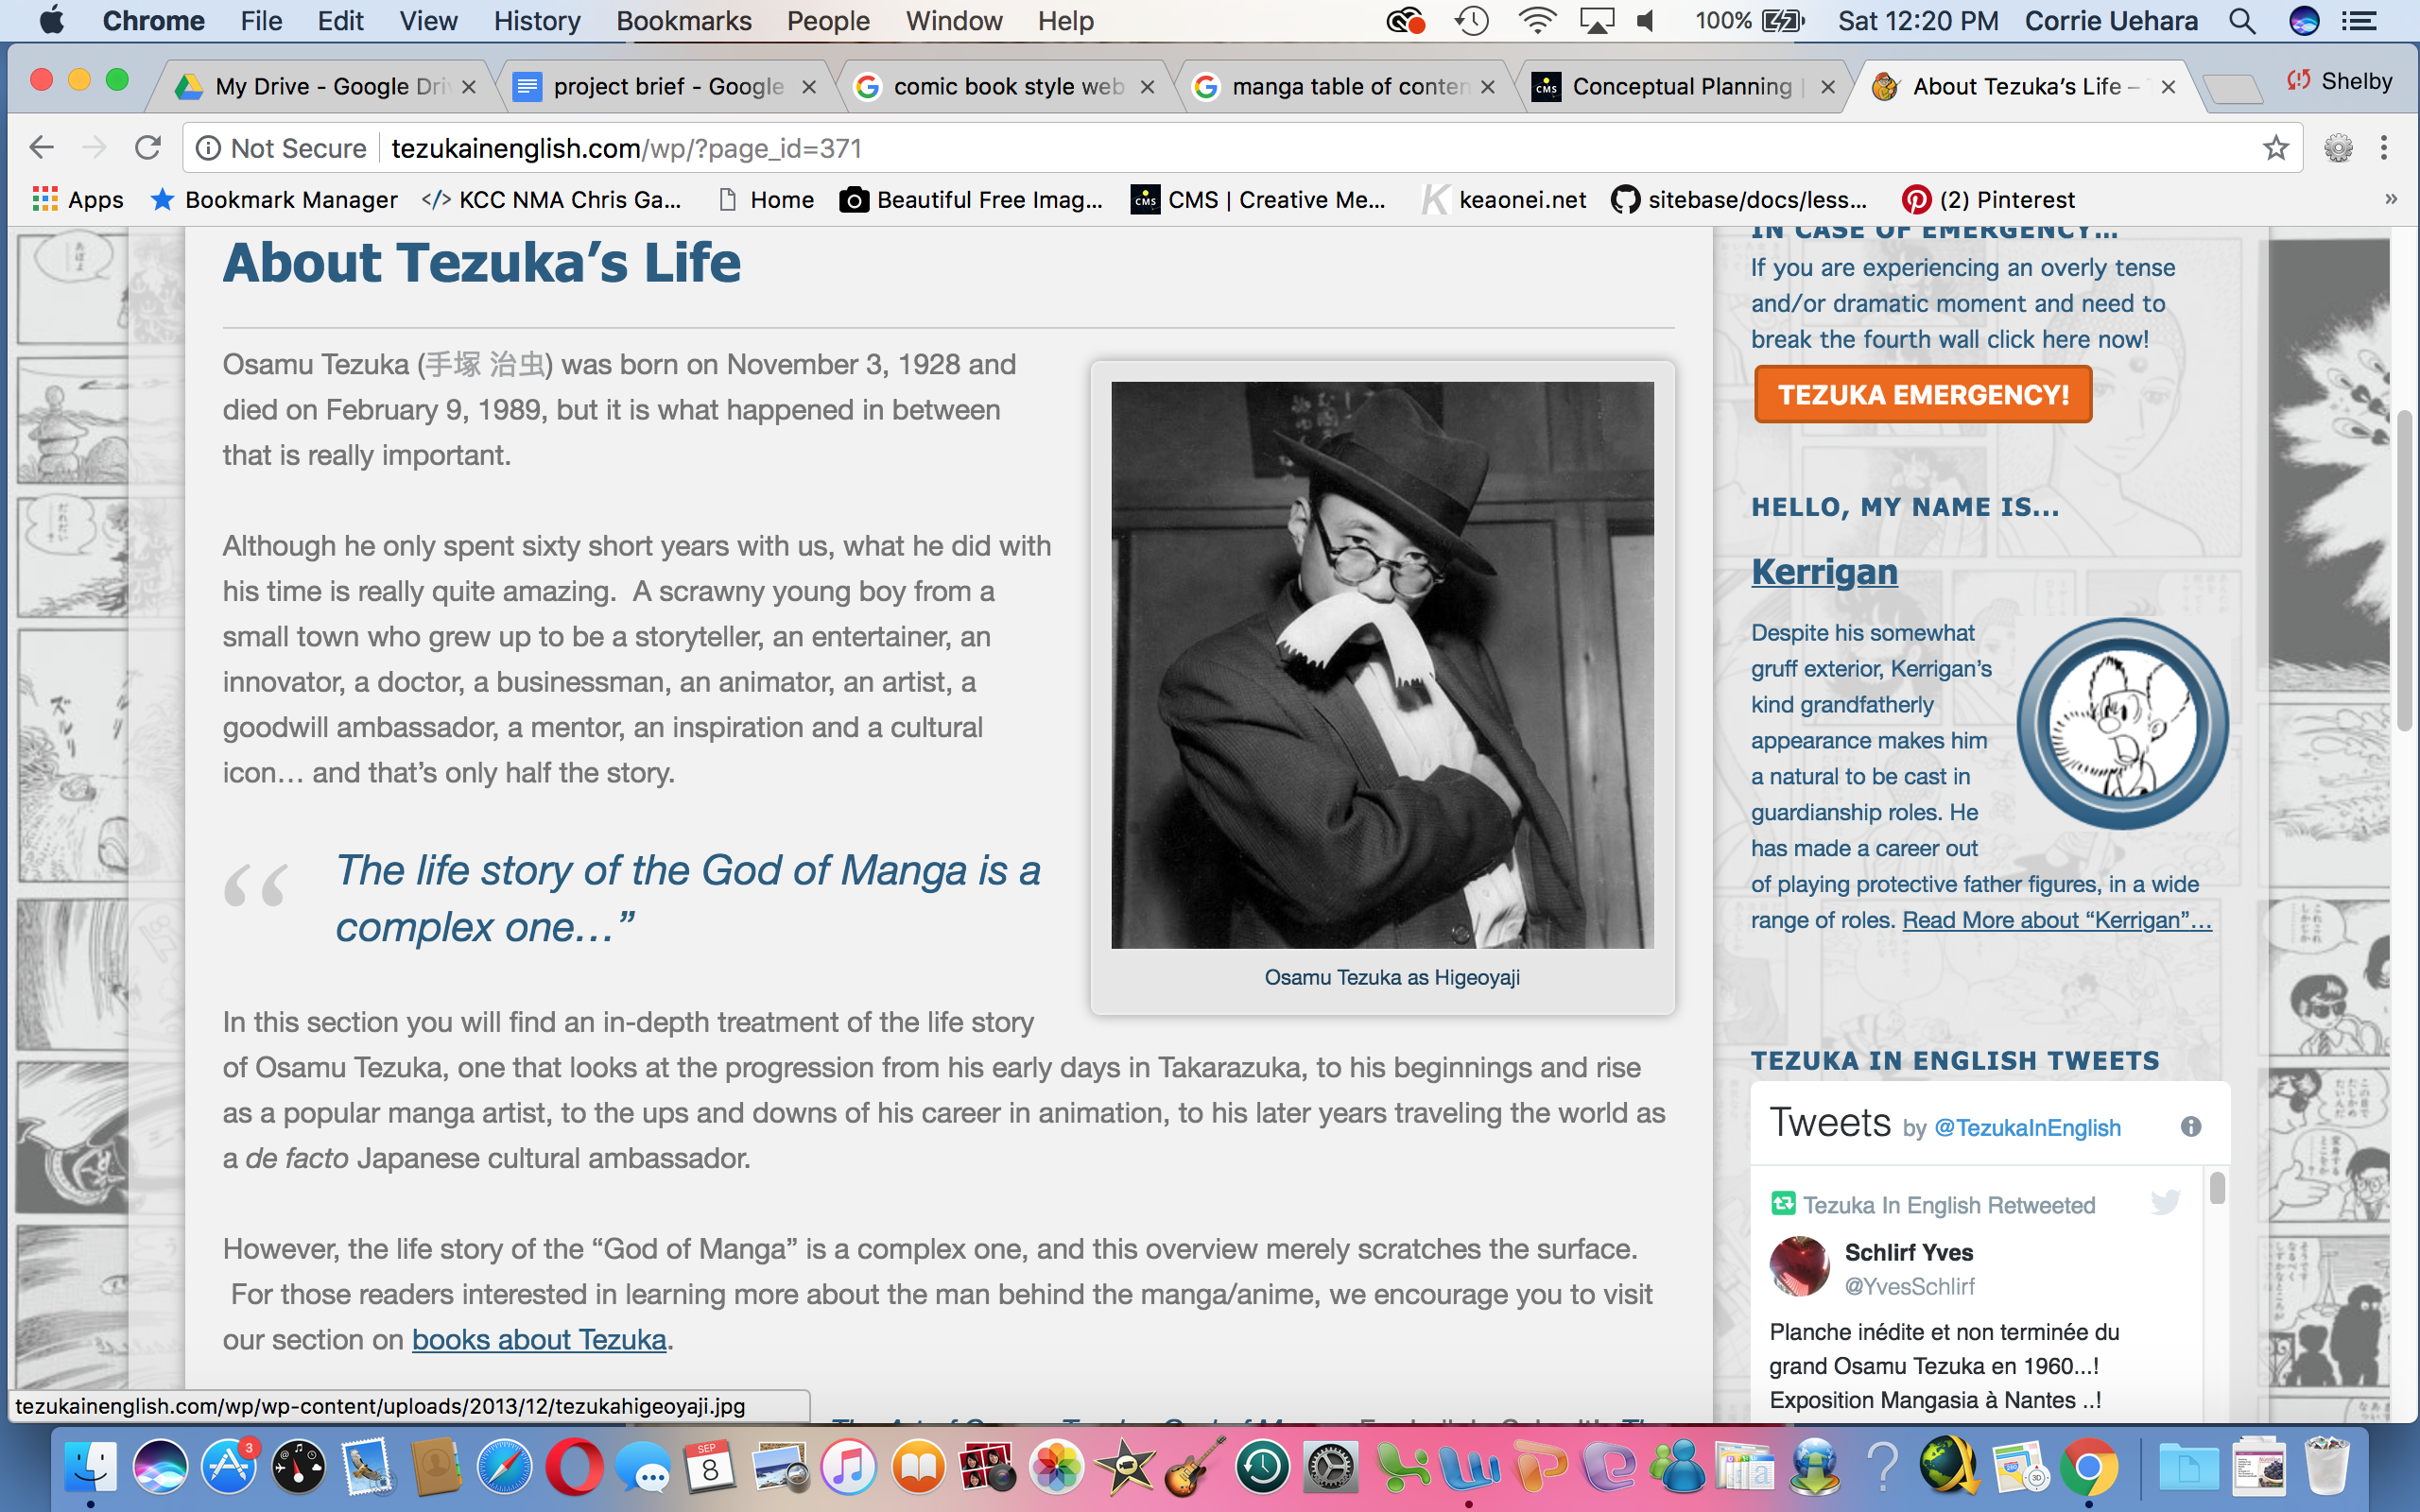 Chrome File Edit View History Bookmarks People Window Help 100% Sat 12:20 PM Corrie Uehara
My Drive - Google Dri project brief - Google comic book style web manga table of conten Conceptual Planning | About Tezuka's Life – Shelby
Not Secure tezukainenglish.com/wp/?page_id=371
Apps Bookmark Manager </> KCC NMA Chris Ga... Home Beautiful Free Imag... CMS | Creative Me... keaonei.net sitebase/docs/less... (2) Pinterest »
About Tezuka's Life
Osamu Tezuka (手塚 治虫) was born on November 3, 1928 and
died on February 9, 1989, but it is what happened in between
that is really important.
Although he only spent sixty short years with us, what he did with
his time is really quite amazing.  A scrawny young boy from a
small town who grew up to be a storyteller, an entertainer, an
innovator, a doctor, a businessman, an animator, an artist, a
goodwill ambassador, a mentor, an inspiration and a cultural
icon… and that's only half the story.
“ The life story of the God of Manga is a
complex one…”
Osamu Tezuka as Higeoyaji
In this section you will find an in-depth treatment of the life story
of Osamu Tezuka, one that looks at the progression from his early days in Takarazuka, to his beginnings and rise
as a popular manga artist, to the ups and downs of his career in animation, to his later years traveling the world as
a de facto Japanese cultural ambassador.
However, the life story of the “God of Manga” is a complex one, and this overview merely scratches the surface.
For those readers interested in learning more about the man behind the manga/anime, we encourage you to visit
our section on books about Tezuka.
tezukainenglish.com/wp/wp-content/uploads/2013/12/tezukahigeoyaji.jpg
IN CASE OF EMERGENCY…
If you are experiencing an overly tense
and/or dramatic moment and need to
break the fourth wall click here now!
TEZUKA EMERGENCY!
HELLO, MY NAME IS…
Kerrigan
Despite his somewhat
gruff exterior, Kerrigan's
kind grandfatherly
appearance makes him
a natural to be cast in
guardianship roles. He
has made a career out
of playing protective father figures, in a wide
range of roles. Read More about “Kerrigan”…
TEZUKA IN ENGLISH TWEETS
Tweets by @TezukaInEnglish
Tezuka In English Retweeted
Schlirf Yves
@YvesSchlirf
Planche inédite et non terminée du
grand Osamu Tezuka en 1960...!
Exposition Mangasia à Nantes ..!
3
SEP
8